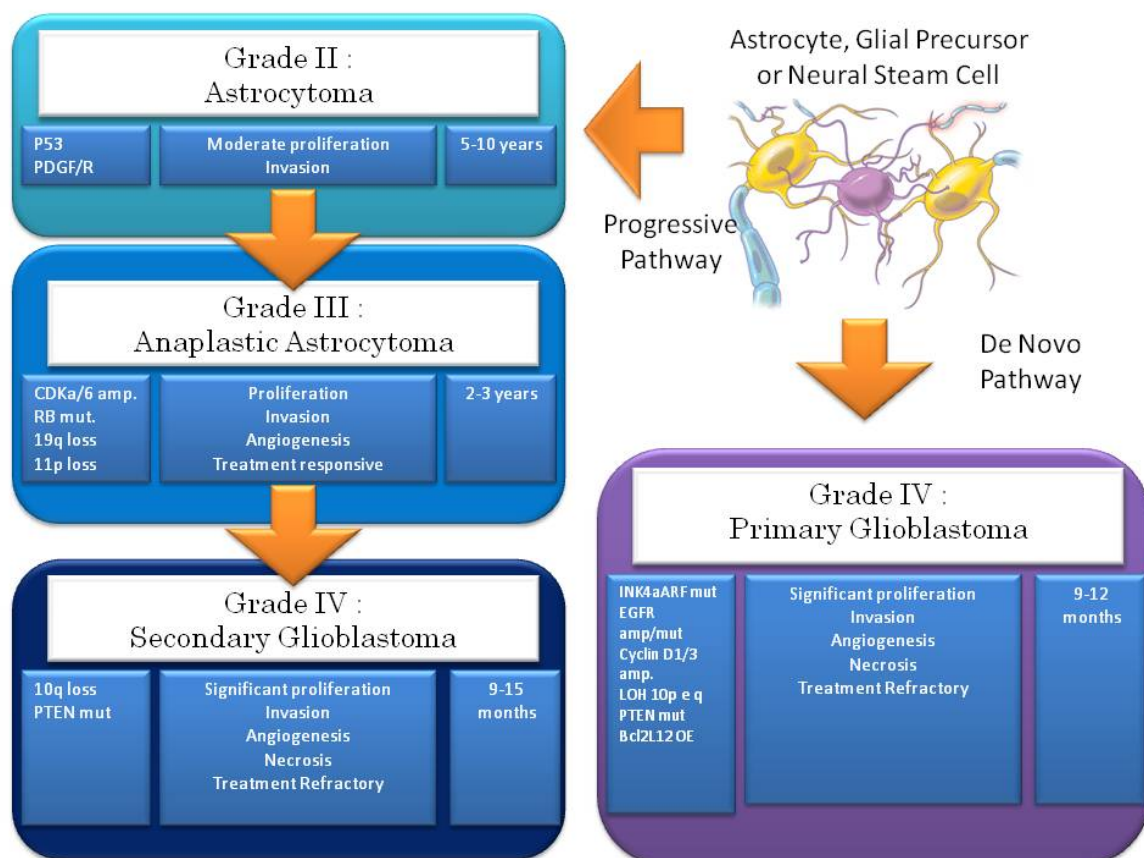 Grade II :
Astrocytoma
P53
PDGF/R
Moderate proliferation
Invasion
5-10 years
Astrocyte, Glial Precursor
or Neural Steam Cell
Progressive
Pathway
De Novo
Pathway
Grade III :
Anaplastic Astrocytoma
CDKa/6 amp.
RB mut.
19q loss
11p loss
Proliferation
Invasion
Angiogenesis
Treatment responsive
2-3 years
Grade IV :
Secondary Glioblastoma
10q loss
PTEN mut
Significant proliferation
Invasion
Angiogenesis
Necrosis
Treatment Refractory
9-15
months
Grade IV :
Primary Glioblastoma
INK4aARF mut
EGFR
amp/mut
Cyclin D1/3
amp.
LOH 10p e q
PTEN mut
Bcl2L12 OE
Significant proliferation
Invasion
Angiogenesis
Necrosis
Treatment Refractory
9-12
months